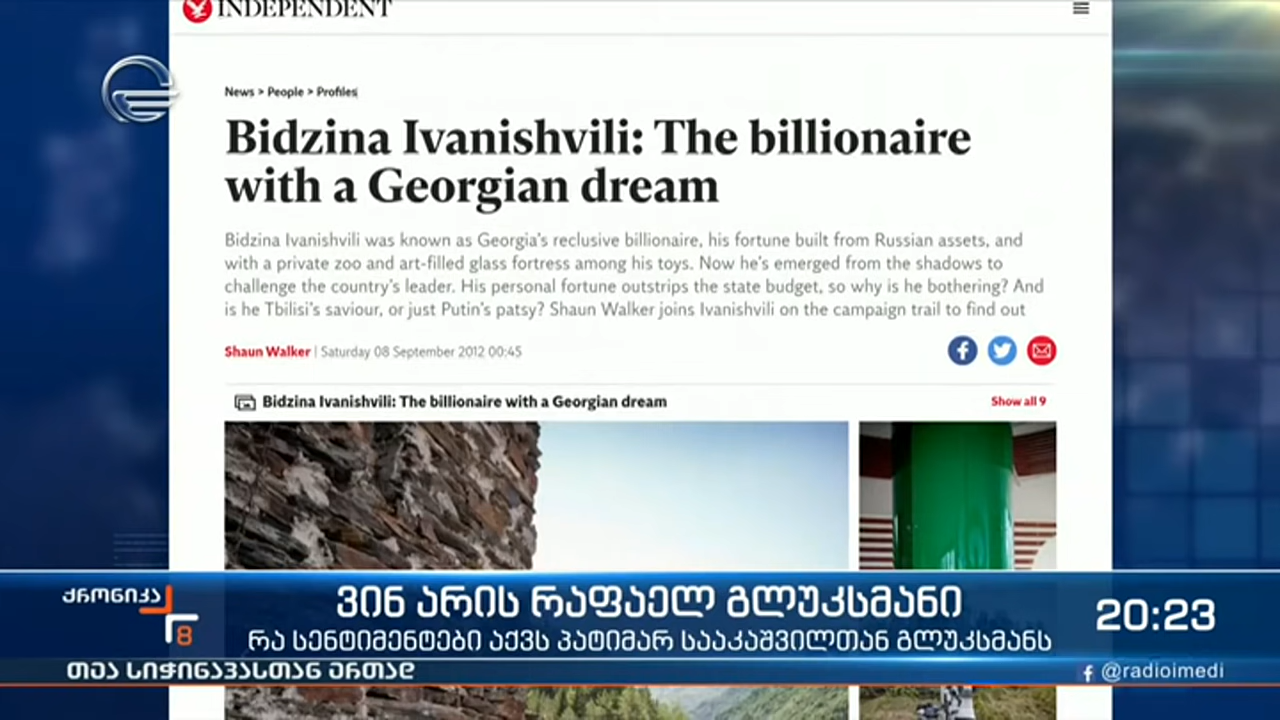 INDEPENDENT
News > People > Profiles
Bidzina Ivanishvili: The billionaire
with a Georgian dream
Bidzina Ivanishvili was known as Georgia's reclusive billionaire, his fortune built from Russian assets, and
with a private zoo and art-filled glass fortress among his toys. Now he's emerged from the shadows to
challenge the country's leader. His personal fortune outstrips the state budget, so why is he bothering? And
is he Tbilisi's saviour, or just Putin's patsy? Shaun Walker joins Ivanishvili on the campaign trail to find out
Shaun Walker | Saturday 08 September 2012 00:45
Bidzina Ivanishvili: The billionaire with a Georgian dream Show all 9
ქრონიკა 8
ვინ არის რაფაელ გლუკსმანი
20:23
რა სენტიმენტები აქვს პატიმარ სააკაშვილთან გლუკსმანს
თეა სიჭინავასთან ერთად
f @radioimedi